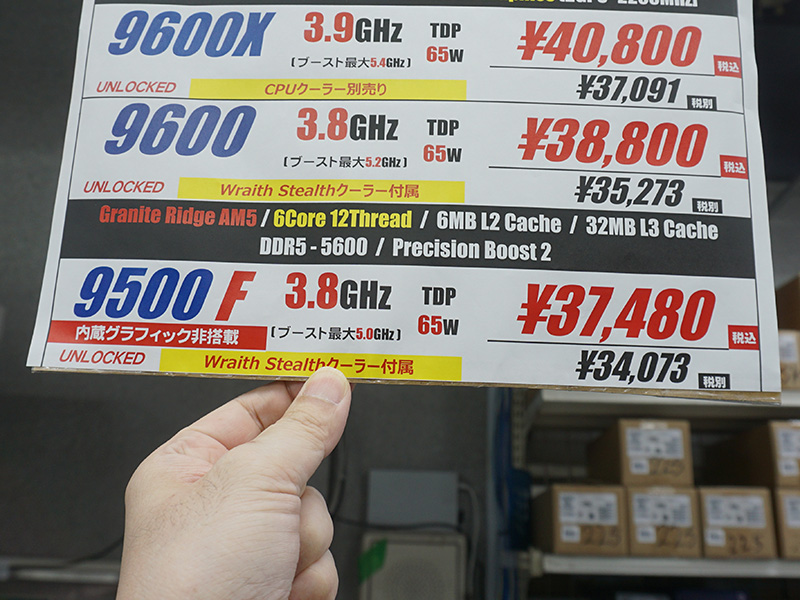 9600X 3.9GHz TDP 65W ¥40,800 税込
(ブースト最大5.4GHz)
UNLOCKED CPUクーラー別売り ¥37,091 税別
9600 3.8GHz TDP 65W ¥38,800 税込
(ブースト最大5.2GHz)
UNLOCKED Wraith Stealthクーラー付属 ¥35,273 税別
Granite Ridge AM5 / 6Core 12Thread / 6MB L2 Cache / 32MB L3 Cache
DDR5 - 5600 / Precision Boost 2
9500F 3.8GHz TDP 65W ¥37,480 税込
内蔵グラフィック非搭載 (ブースト最大5.0GHz)
UNLOCKED Wraith Stealthクーラー付属 ¥34,073 税別
225
225
225
225